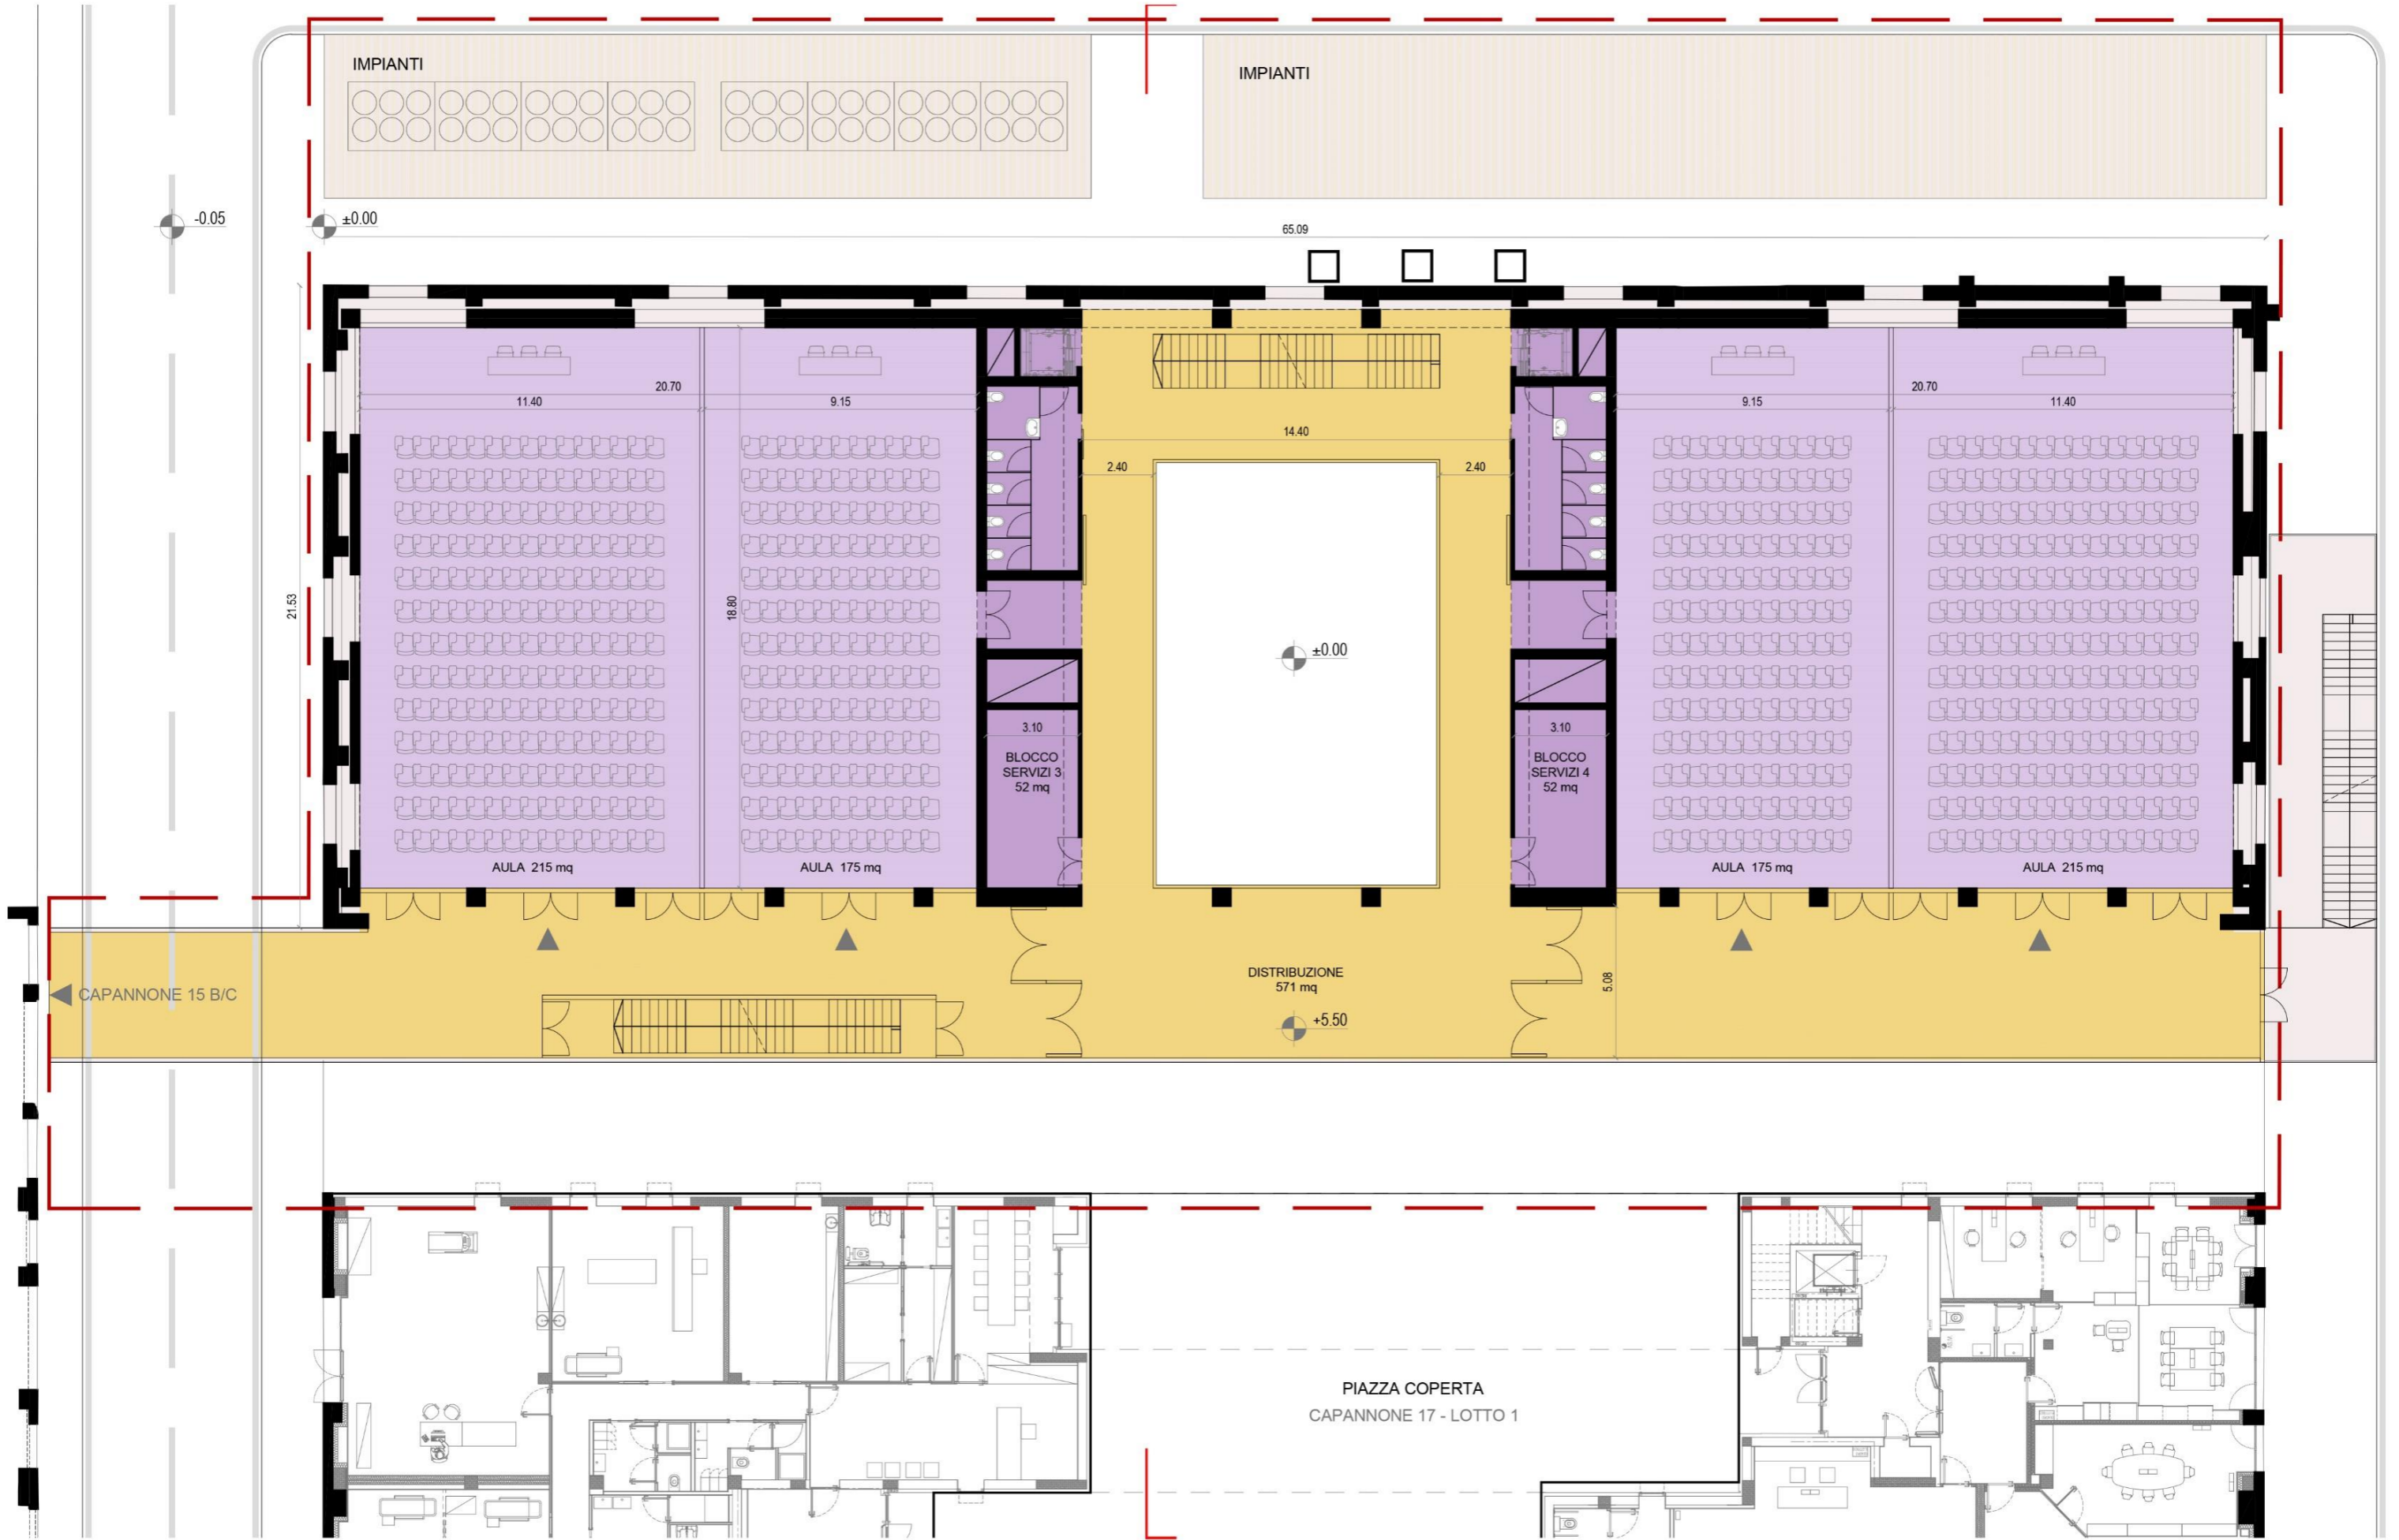 IMPIANTI
IMPIANTI
-0.05
±0.00
65.09
20.70
11.40
9.15
20.70
9.15
11.40
14.40
2.40
2.40
21.53
18.80
±0.00
3.10
3.10
BLOCCO
SERVIZI 3
52 mq
BLOCCO
SERVIZI 4
52 mq
AULA 215 mq
AULA 175 mq
AULA 175 mq
AULA 215 mq
CAPANNONE 15 B/C
DISTRIBUZIONE
571 mq
5.08
+5.50
PIAZZA COPERTA
CAPANNONE 17 - LOTTO 1